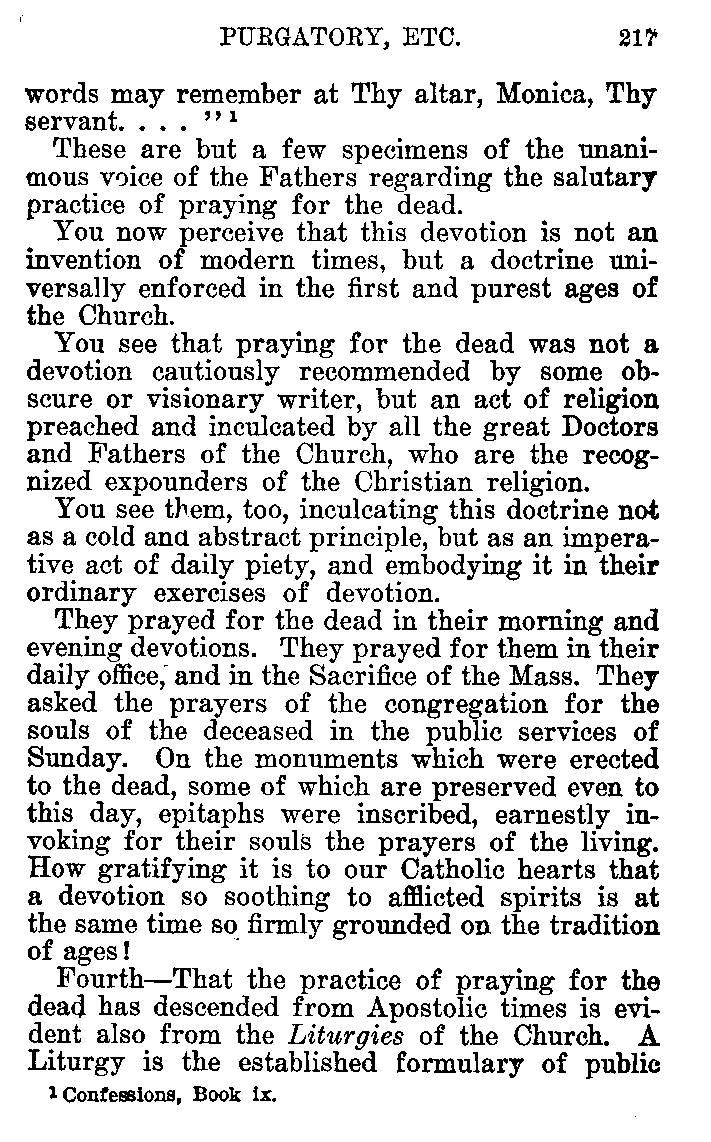 PURGATORY, ETC. 217
words may remember at Thy altar, Monica, Thy
servant. . . . " 1
These are but a few specimens of the unani-
mous voice of the Fathers regarding the salutary
practice of praying for the dead.
You now perceive that this devotion is not an
invention of modern times, but a doctrine uni-
versally enforced in the first and purest ages of
the Church.
You see that praying for the dead was not a
devotion cautiously recommended by some ob-
scure or visionary writer, but an act of religion
preached and inculcated by all the great Doctors
and Fathers of the Church, who are the recog-
nized expounders of the Christian religion.
You see them, too, inculcating this doctrine not
as a cold and abstract principle, but as an impera-
tive act of daily piety, and embodying it in their
ordinary exercises of devotion.
They prayed for the dead in their morning and
evening devotions. They prayed for them in their
daily office, and in the Sacrifice of the Mass. They
asked the prayers of the congregation for the
souls of the deceased in the public services of
Sunday. On the monuments which were erected
to the dead, some of which are preserved even to
this day, epitaphs were inscribed, earnestly in-
voking for their souls the prayers of the living.
How gratifying it is to our Catholic hearts that
a devotion so soothing to afflicted spirits is at
the same time so firmly grounded on the tradition
of ages!
Fourth—That the practice of praying for the
dead has descended from Apostolic times is evi-
dent also from the Liturgies of the Church. A
Liturgy is the established formulary of public
1 Confessions, Book ix.